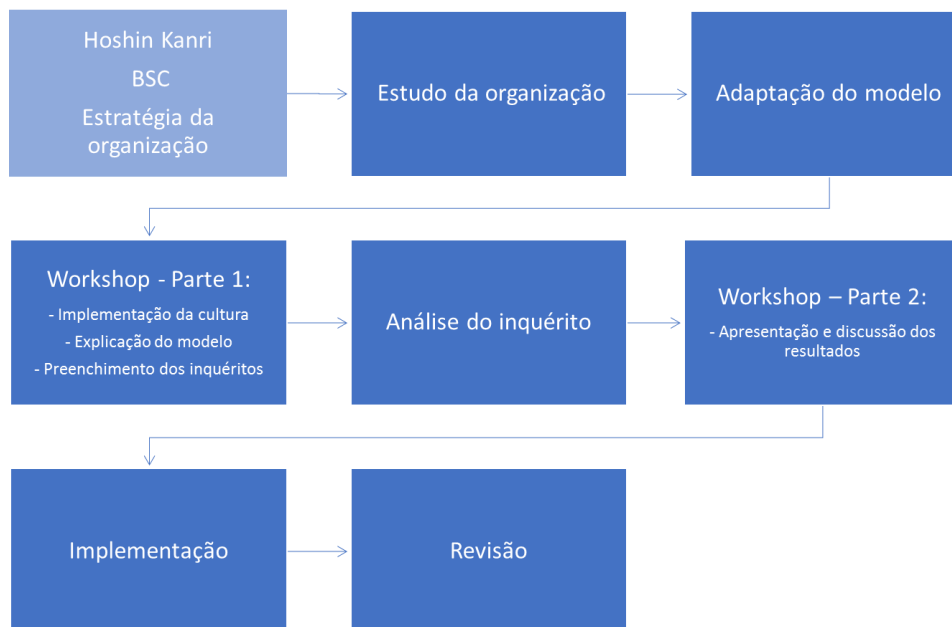 Hoshin Kanri
BSC
Estratégia da
organização
Estudo da organização
Adaptação do modelo
Workshop - Parte 1:
- Implementação da cultura
- Explicação do modelo
- Preenchimento dos inquéritos
Análise do inquérito
Workshop – Parte 2:
- Apresentação e discussão dos
resultados
Implementação
Revisão